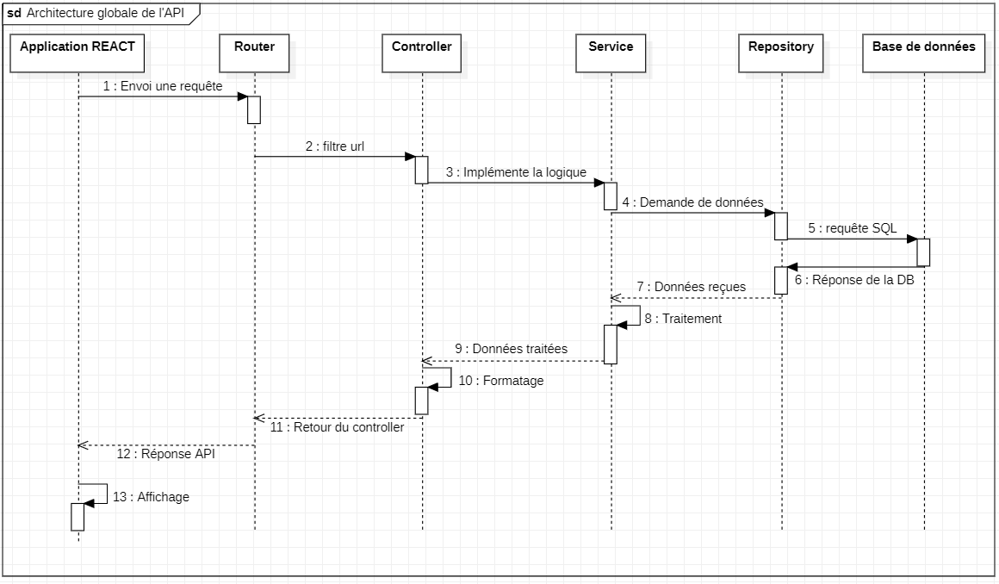 sd Architecture globale de l'API
Application REACT
Router
Controller
Service
Repository
Base de données
1 : Envoi une requête
2 : filtre url
3 : Implémente la logique
4 : Demande de données
5 : requête SQL
6 : Réponse de la DB
7 : Données reçues
8 : Traitement
9 : Données traitées
10 : Formatage
11 : Retour du controller
12 : Réponse API
13 : Affichage